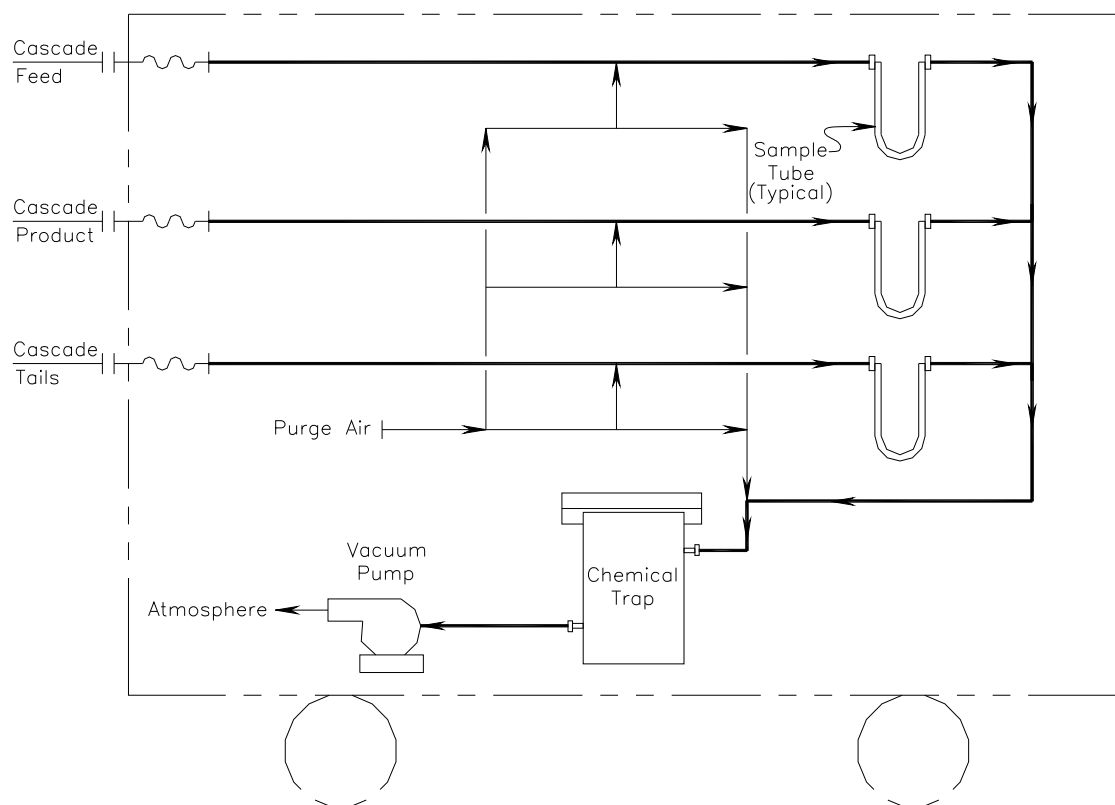 Cascade
Feed
Sample
Tube
(Typical)
Cascade
Product
Cascade
Tails
Purge Air
Vacuum
Pump
Chemical
Trap
Atmosphere